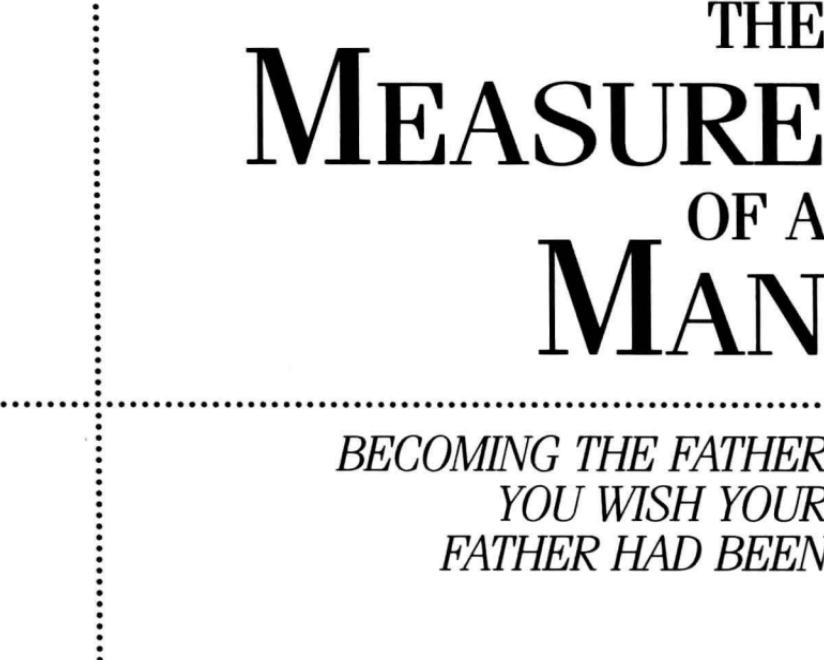 THE
MEASURE
OF A
MAN
BECOMING THE FATHER
YOU WISH YOUR
FATHER HAD BEEN